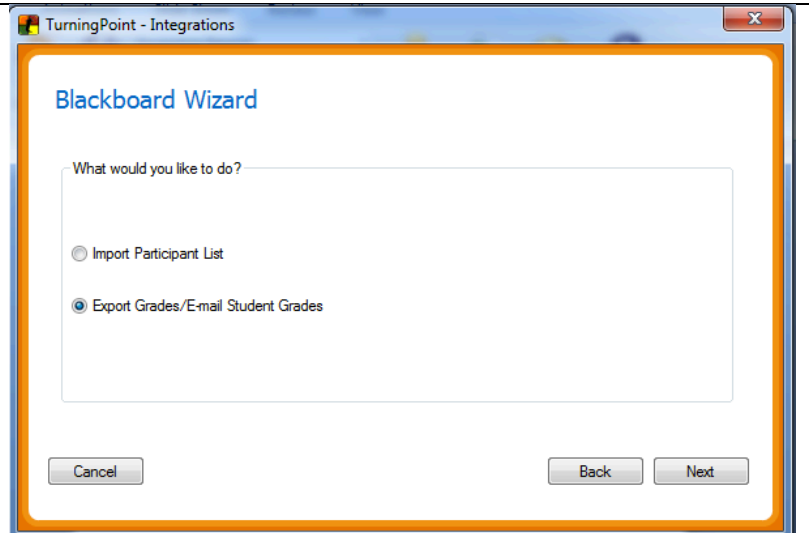 TurningPoint - Integrations
Blackboard Wizard
What would you like to do?
Import Participant List
Export Grades/E-mail Student Grades
Cancel
Back
Next